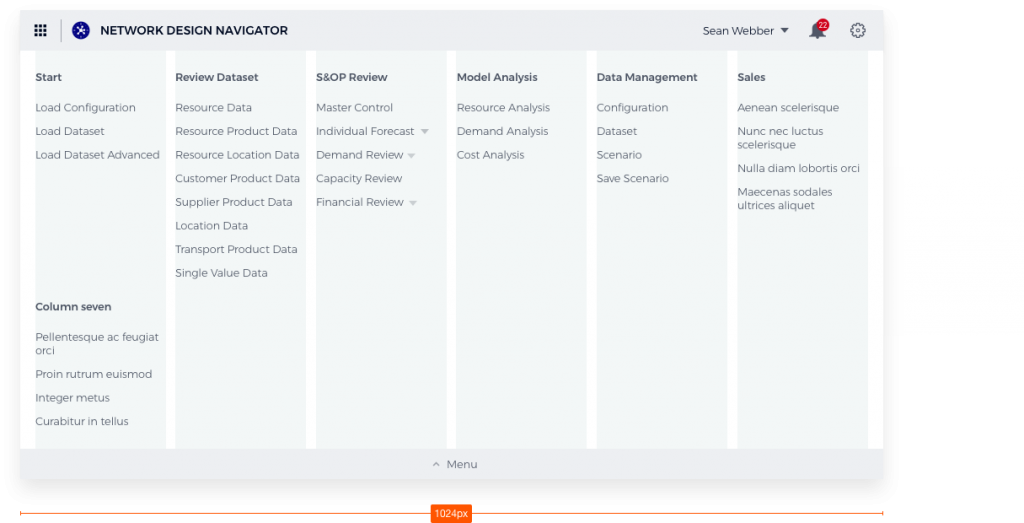 NETWORK DESIGN NAVIGATOR
Sean Webber
22
Start
Load Configuration
Load Dataset
Load Dataset Advanced
Review Dataset
Resource Data
Resource Product Data
Resource Location Data
Customer Product Data
Supplier Product Data
Location Data
Transport Product Data
Single Value Data
S&OP Review
Master Control
Individual Forecast
Demand Review
Capacity Review
Financial Review
Model Analysis
Resource Analysis
Demand Analysis
Cost Analysis
Data Management
Configuration
Dataset
Scenario
Save Scenario
Sales
Aenean scelerisque
Nunc nec luctus
scelerisque
Nulla diam lobortis orci
Maecenas sodales
ultrices aliquet
Column seven
Pellentesque ac feugiat
orci
Proin rutrum euismod
Integer metus
Curabitur in tellus
Menu
1024px